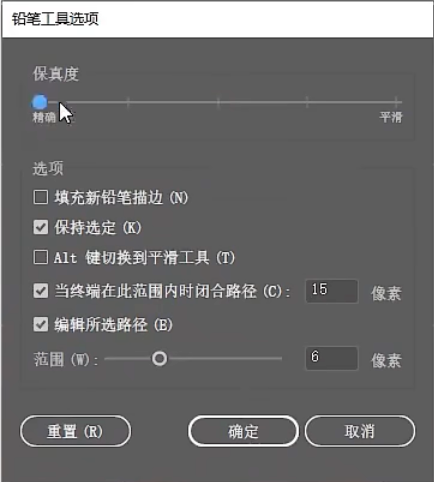 铅笔工具选项
保真度
精确 平滑
选项
填充新铅笔描边 (N)
保持选定 (K)
Alt 键切换到平滑工具 (T)
当终端在此范围内时闭合路径 (C): 15 像素
编辑所选路径 (E)
范围 (W): 6 像素
重置 (R) 确定 取消